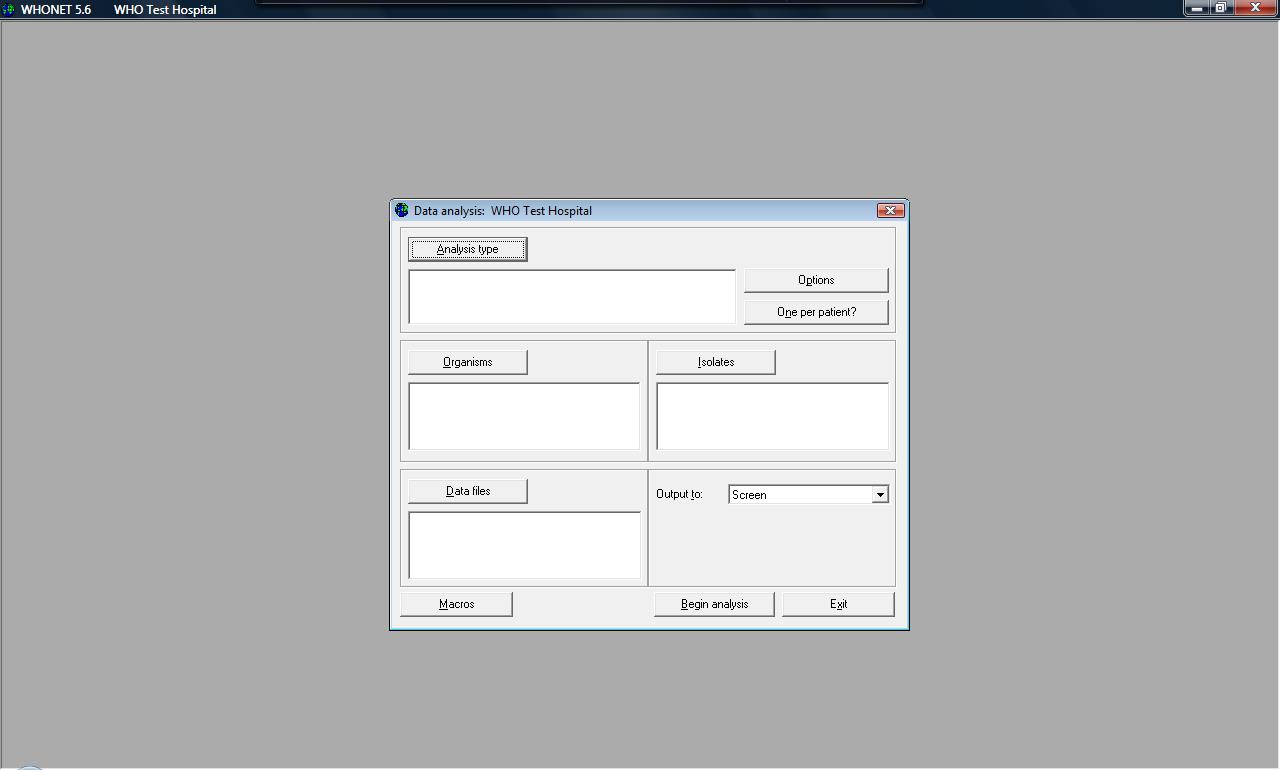 WHONET 5.6 WHO Test Hospital
Data analysis: WHO Test Hospital
Analysis type
Options
One per patient?
Organisms
Isolates
Data files
Output to: Screen
Macros
Begin analysis
Exit